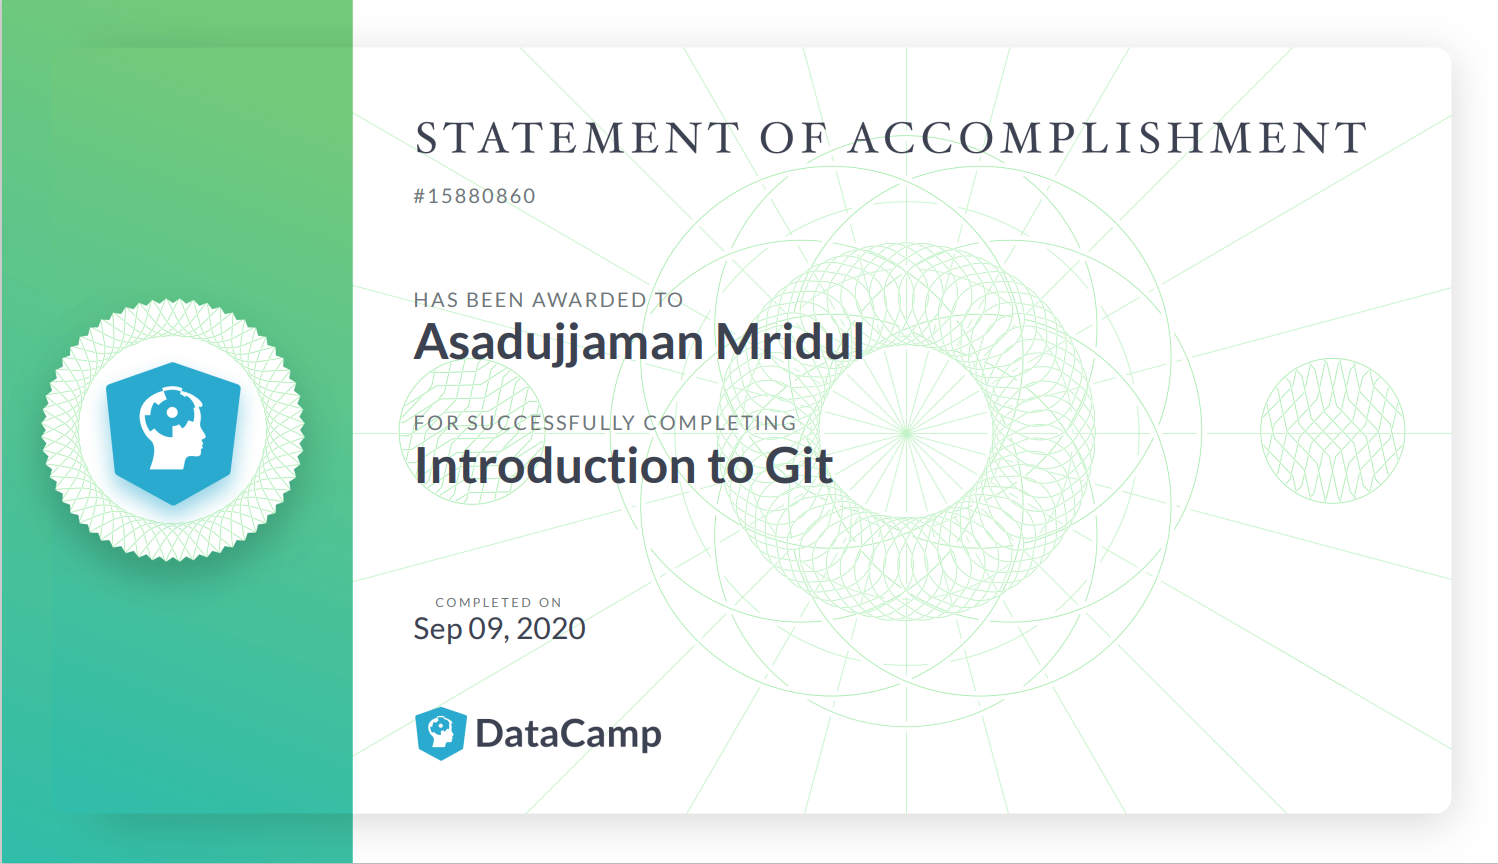 STATEMENT OF ACCOMPLISHMENT
#15880860
HAS BEEN AWARDED TO
Asadujjaman Mridul
FOR SUCCESSFULLY COMPLETING
Introduction to Git
COMPLETED ON
Sep 09, 2020
DataCamp